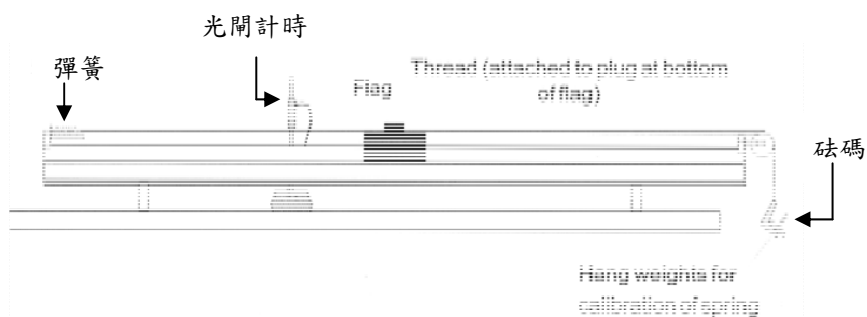 光閘計時
彈簧
Flag
Thread (attached to plug at bottom
of flag)
砝碼
Hang weights for
calibration of spring